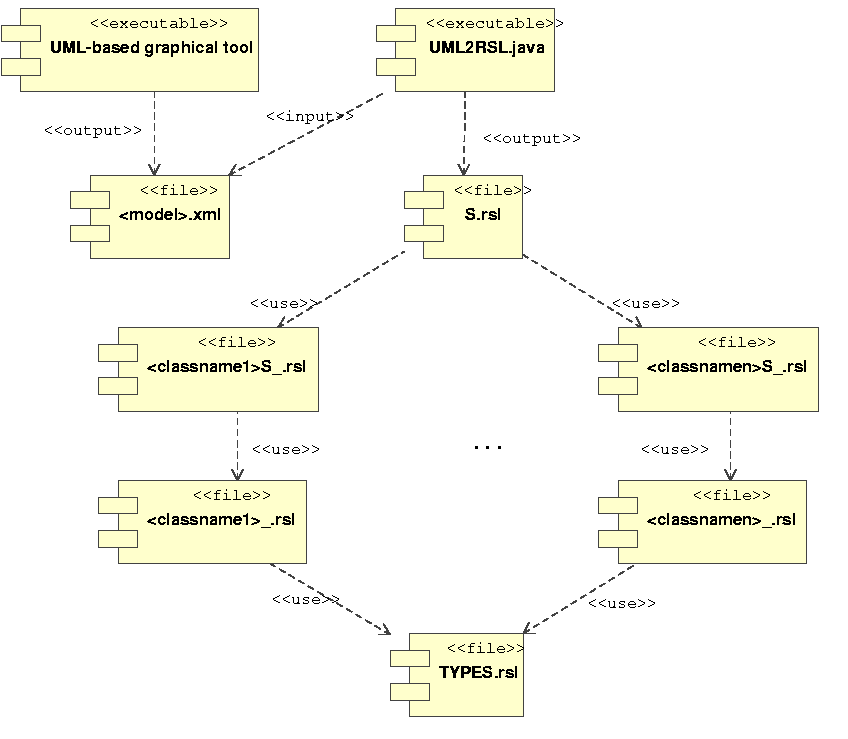 <<executable>>
UML-based graphical tool
<<executable>>
UML2RSL.java
<<output>>
<<input>>
<<output>>
<<file>>
<model>.xml
<<file>>
S.rsl
<<use>>
<<use>>
<<file>>
<classname1>S_.rsl
<<file>>
<classnamen>S_.rsl
<<use>>
...
<<use>>
<<file>>
<classname1>_.rsl
<<file>>
<classnamen>_.rsl
<<use>>
<<use>>
<<file>>
TYPES.rsl